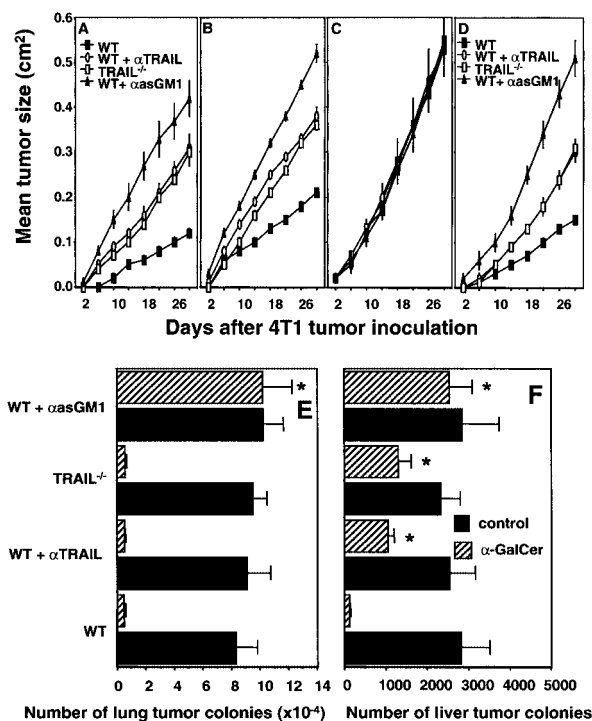 A
B
C
D
WT
WT + αTRAIL
TRAIL-/-
WT+ αasGM1
WT
WT + αTRAIL
TRAIL-/-
WT+ αasGM1
Mean tumor size (cm2)
0.6
0.5
0.4
0.3
0.2
0.1
0.0
2 10 18 26
2 10 18 26
2 10 18 26
2 10 18 26
Days after 4T1 tumor inoculation
E
F
WT + αasGM1
TRAIL-/-
WT + αTRAIL
WT
*
*
*
*
control
α-GalCer
0 2 4 6 8 10 12 14
0 1000 2000 3000 4000 5000
Number of lung tumor colonies (x10-4)
Number of liver tumor colonies